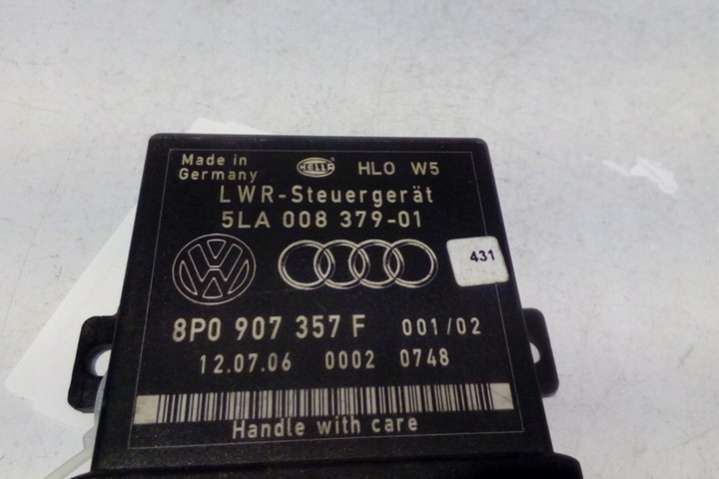 Made in
Germany
HELLA
HLO W5
LWR-Steuergerät
5LA 008 379-01
VW
431
8P0 907 357 F 001/02
12.07.06 0002 0748
Handle with care